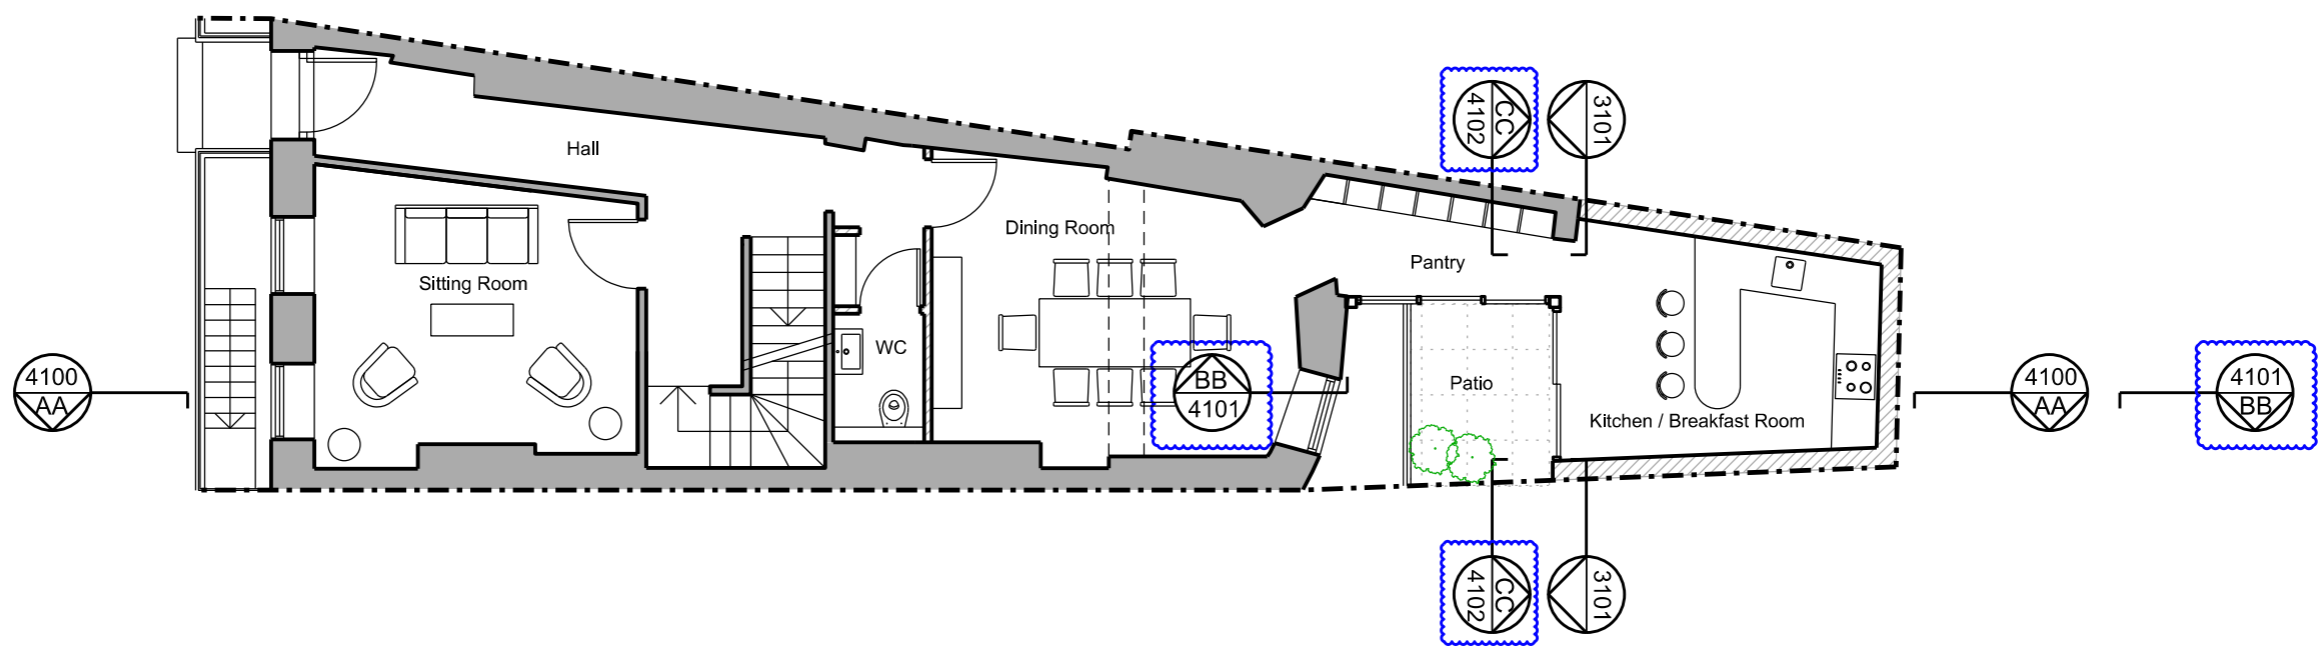 CC
4102
3101
Hall
Dining Room
Pantry
Sitting Room
WC
4100
AA
BB
4101
Patio
Kitchen / Breakfast Room
4100
AA
4101
BB
CC
4102
3101